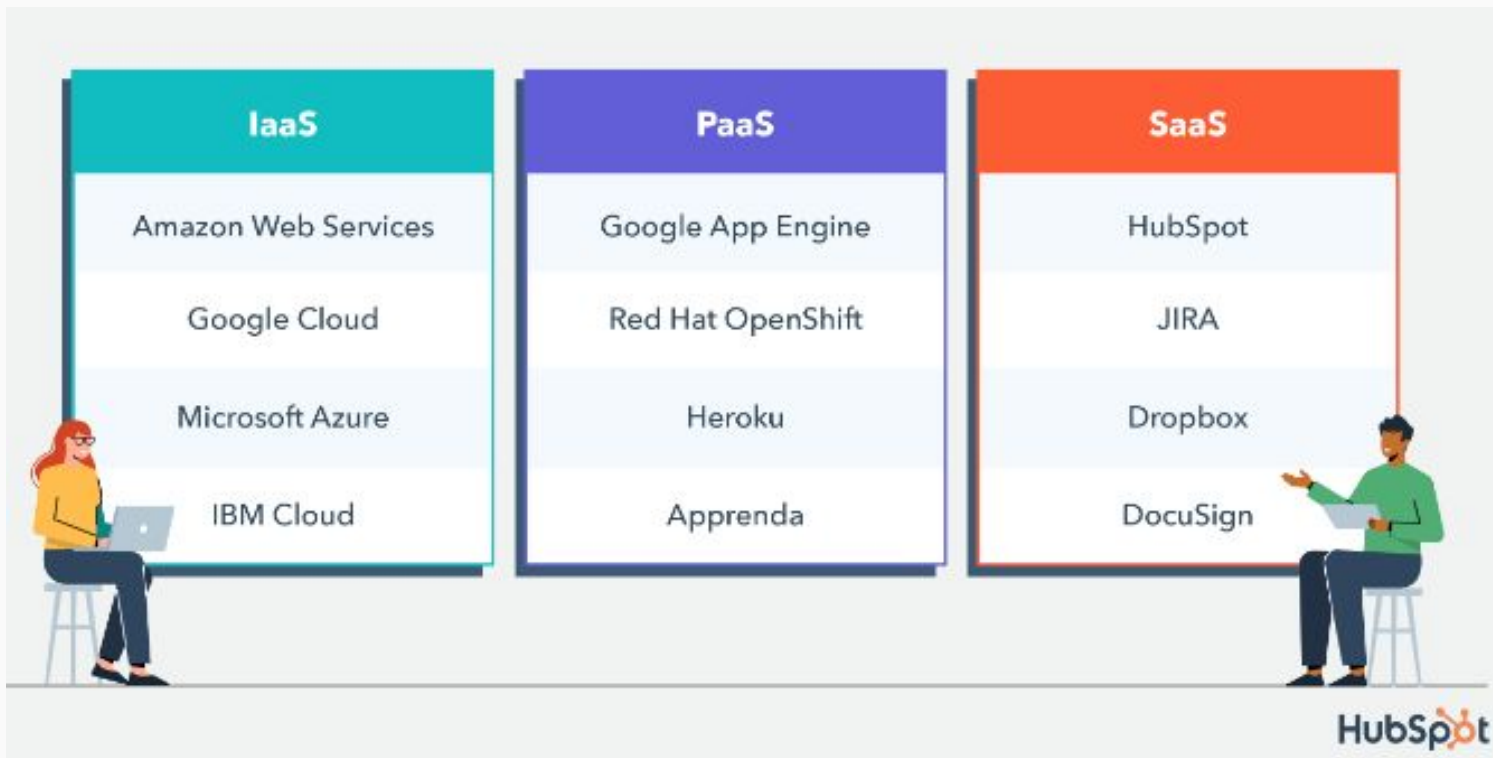 IaaS
Amazon Web Services
Google Cloud
Microsoft Azure
IBM Cloud
PaaS
Google App Engine
Red Hat OpenShift
Heroku
Apprenda
SaaS
HubSpot
JIRA
Dropbox
DocuSign
HubSpot